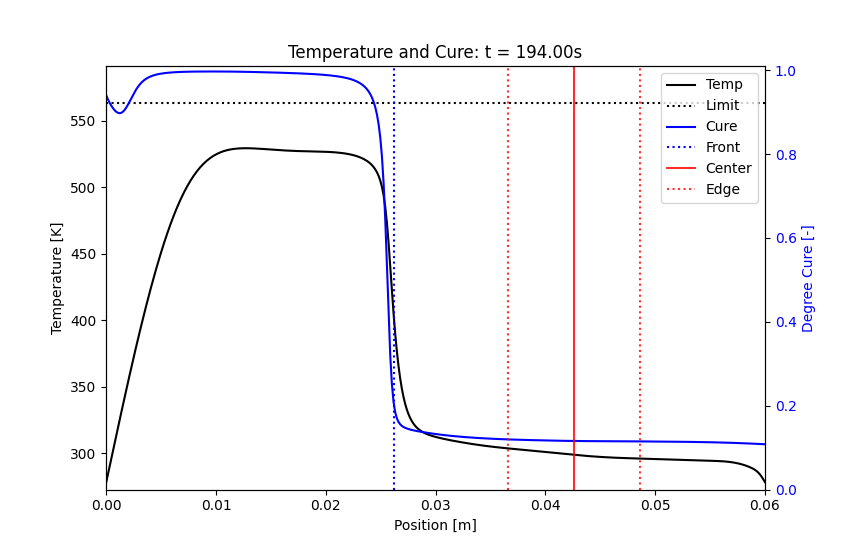 Temperature and Cure: t = 194.00s
Temperature [K]
550
500
450
400
350
300
Temp
Limit
Cure
Front
Center
Edge
1.0
0.8
0.6
0.4
0.2
0.0
Degree Cure [-]
0.00
0.01
0.02
0.03
0.04
0.05
0.06
Position [m]